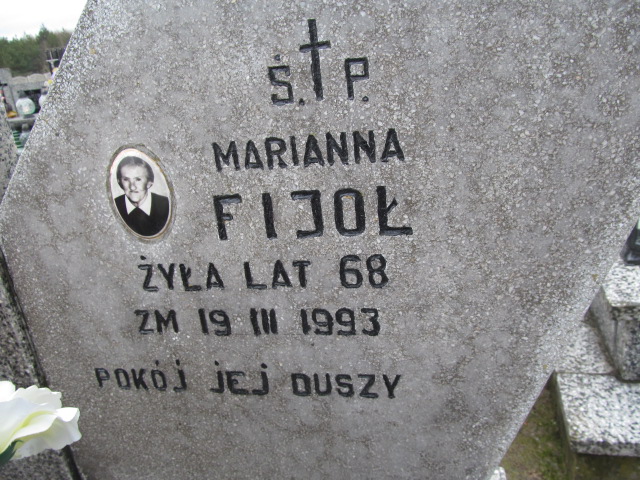 Ś. P.
MARIANNA
FIJOŁ
ŻYŁA LAT 68
ZM 19 III 1993
POKÓJ JEJ DUSZY